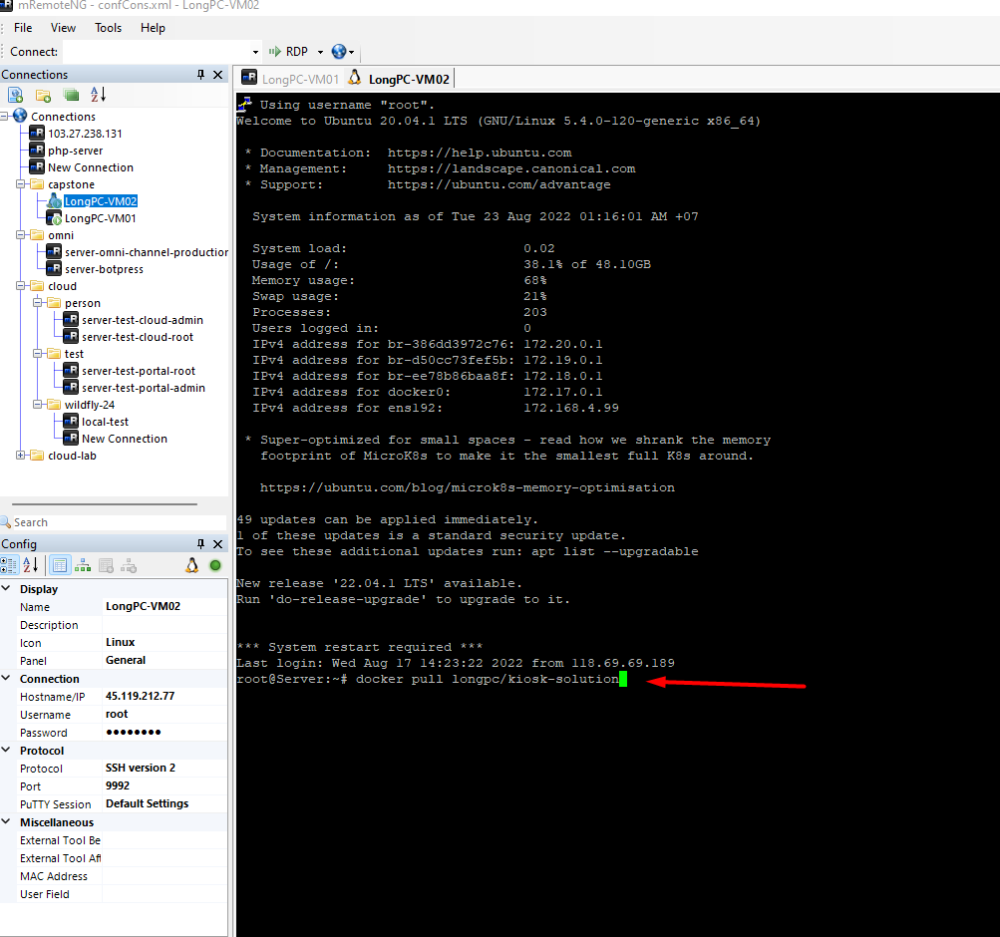 mRemoteNG - confCons.xml - LongPC-VM02
File View Tools Help
Connect: RDP
Connections
Connections
103.27.238.131
php-server
New Connection
capstone
LongPC-VM02
LongPC-VM01
omni
server-omni-channel-production
server-botpress
cloud
person
server-test-cloud-admin
server-test-cloud-root
test
server-test-portal-root
server-test-portal-admin
wildfly-24
local-test
New Connection
cloud-lab
Search
Config
Display
Name LongPC-VM02
Description
Icon Linux
Panel General
Connection
Hostname/IP 45.119.212.77
Username root
Password ●●●●●●●●
Protocol
Protocol SSH version 2
Port 9992
PuTTY Session Default Settings
Miscellaneous
External Tool Be
External Tool Aft
MAC Address
User Field
LongPC-VM01 LongPC-VM02
Using username "root".
Welcome to Ubuntu 20.04.1 LTS (GNU/Linux 5.4.0-120-generic x86_64)
* Documentation: https://help.ubuntu.com
* Management: https://landscape.canonical.com
* Support: https://ubuntu.com/advantage
System information as of Tue 23 Aug 2022 01:16:01 AM +07
System load: 0.02
Usage of /: 38.1% of 48.10GB
Memory usage: 68%
Swap usage: 21%
Processes: 203
Users logged in: 0
IPv4 address for br-386dd3972c76: 172.20.0.1
IPv4 address for br-d50cc73fef5b: 172.19.0.1
IPv4 address for br-ee78b86baa8f: 172.18.0.1
IPv4 address for docker0: 172.17.0.1
IPv4 address for ens192: 172.168.4.99
* Super-optimized for small spaces - read how we shrank the memory
footprint of MicroK8s to make it the smallest full K8s around.
https://ubuntu.com/blog/microk8s-memory-optimisation
49 updates can be applied immediately.
1 of these updates is a standard security update.
To see these additional updates run: apt list --upgradable
New release '22.04.1 LTS' available.
Run 'do-release-upgrade' to upgrade to it.
*** System restart required ***
Last login: Wed Aug 17 14:23:22 2022 from 118.69.69.189
root@Server:~# docker pull longpc/kiosk-solution